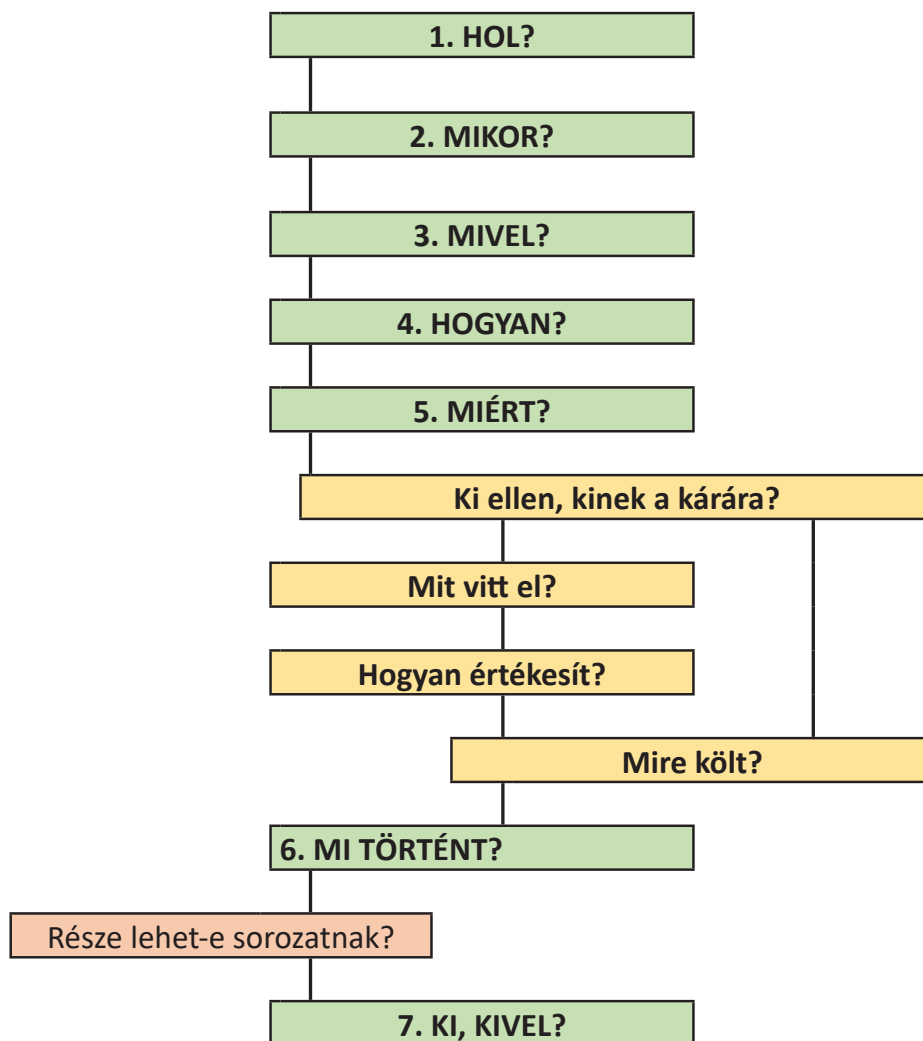 1. HOL?
2. MIKOR?
3. MIVEL?
4. HOGYAN?
5. MIÉRT?
Ki ellen, kinek a kárára?
Mit vitt el?
Hogyan értékesít?
Mire költ?
6. MI TÖRTÉNT?
Része lehet-e sorozatnak?
7. KI, KIVEL?